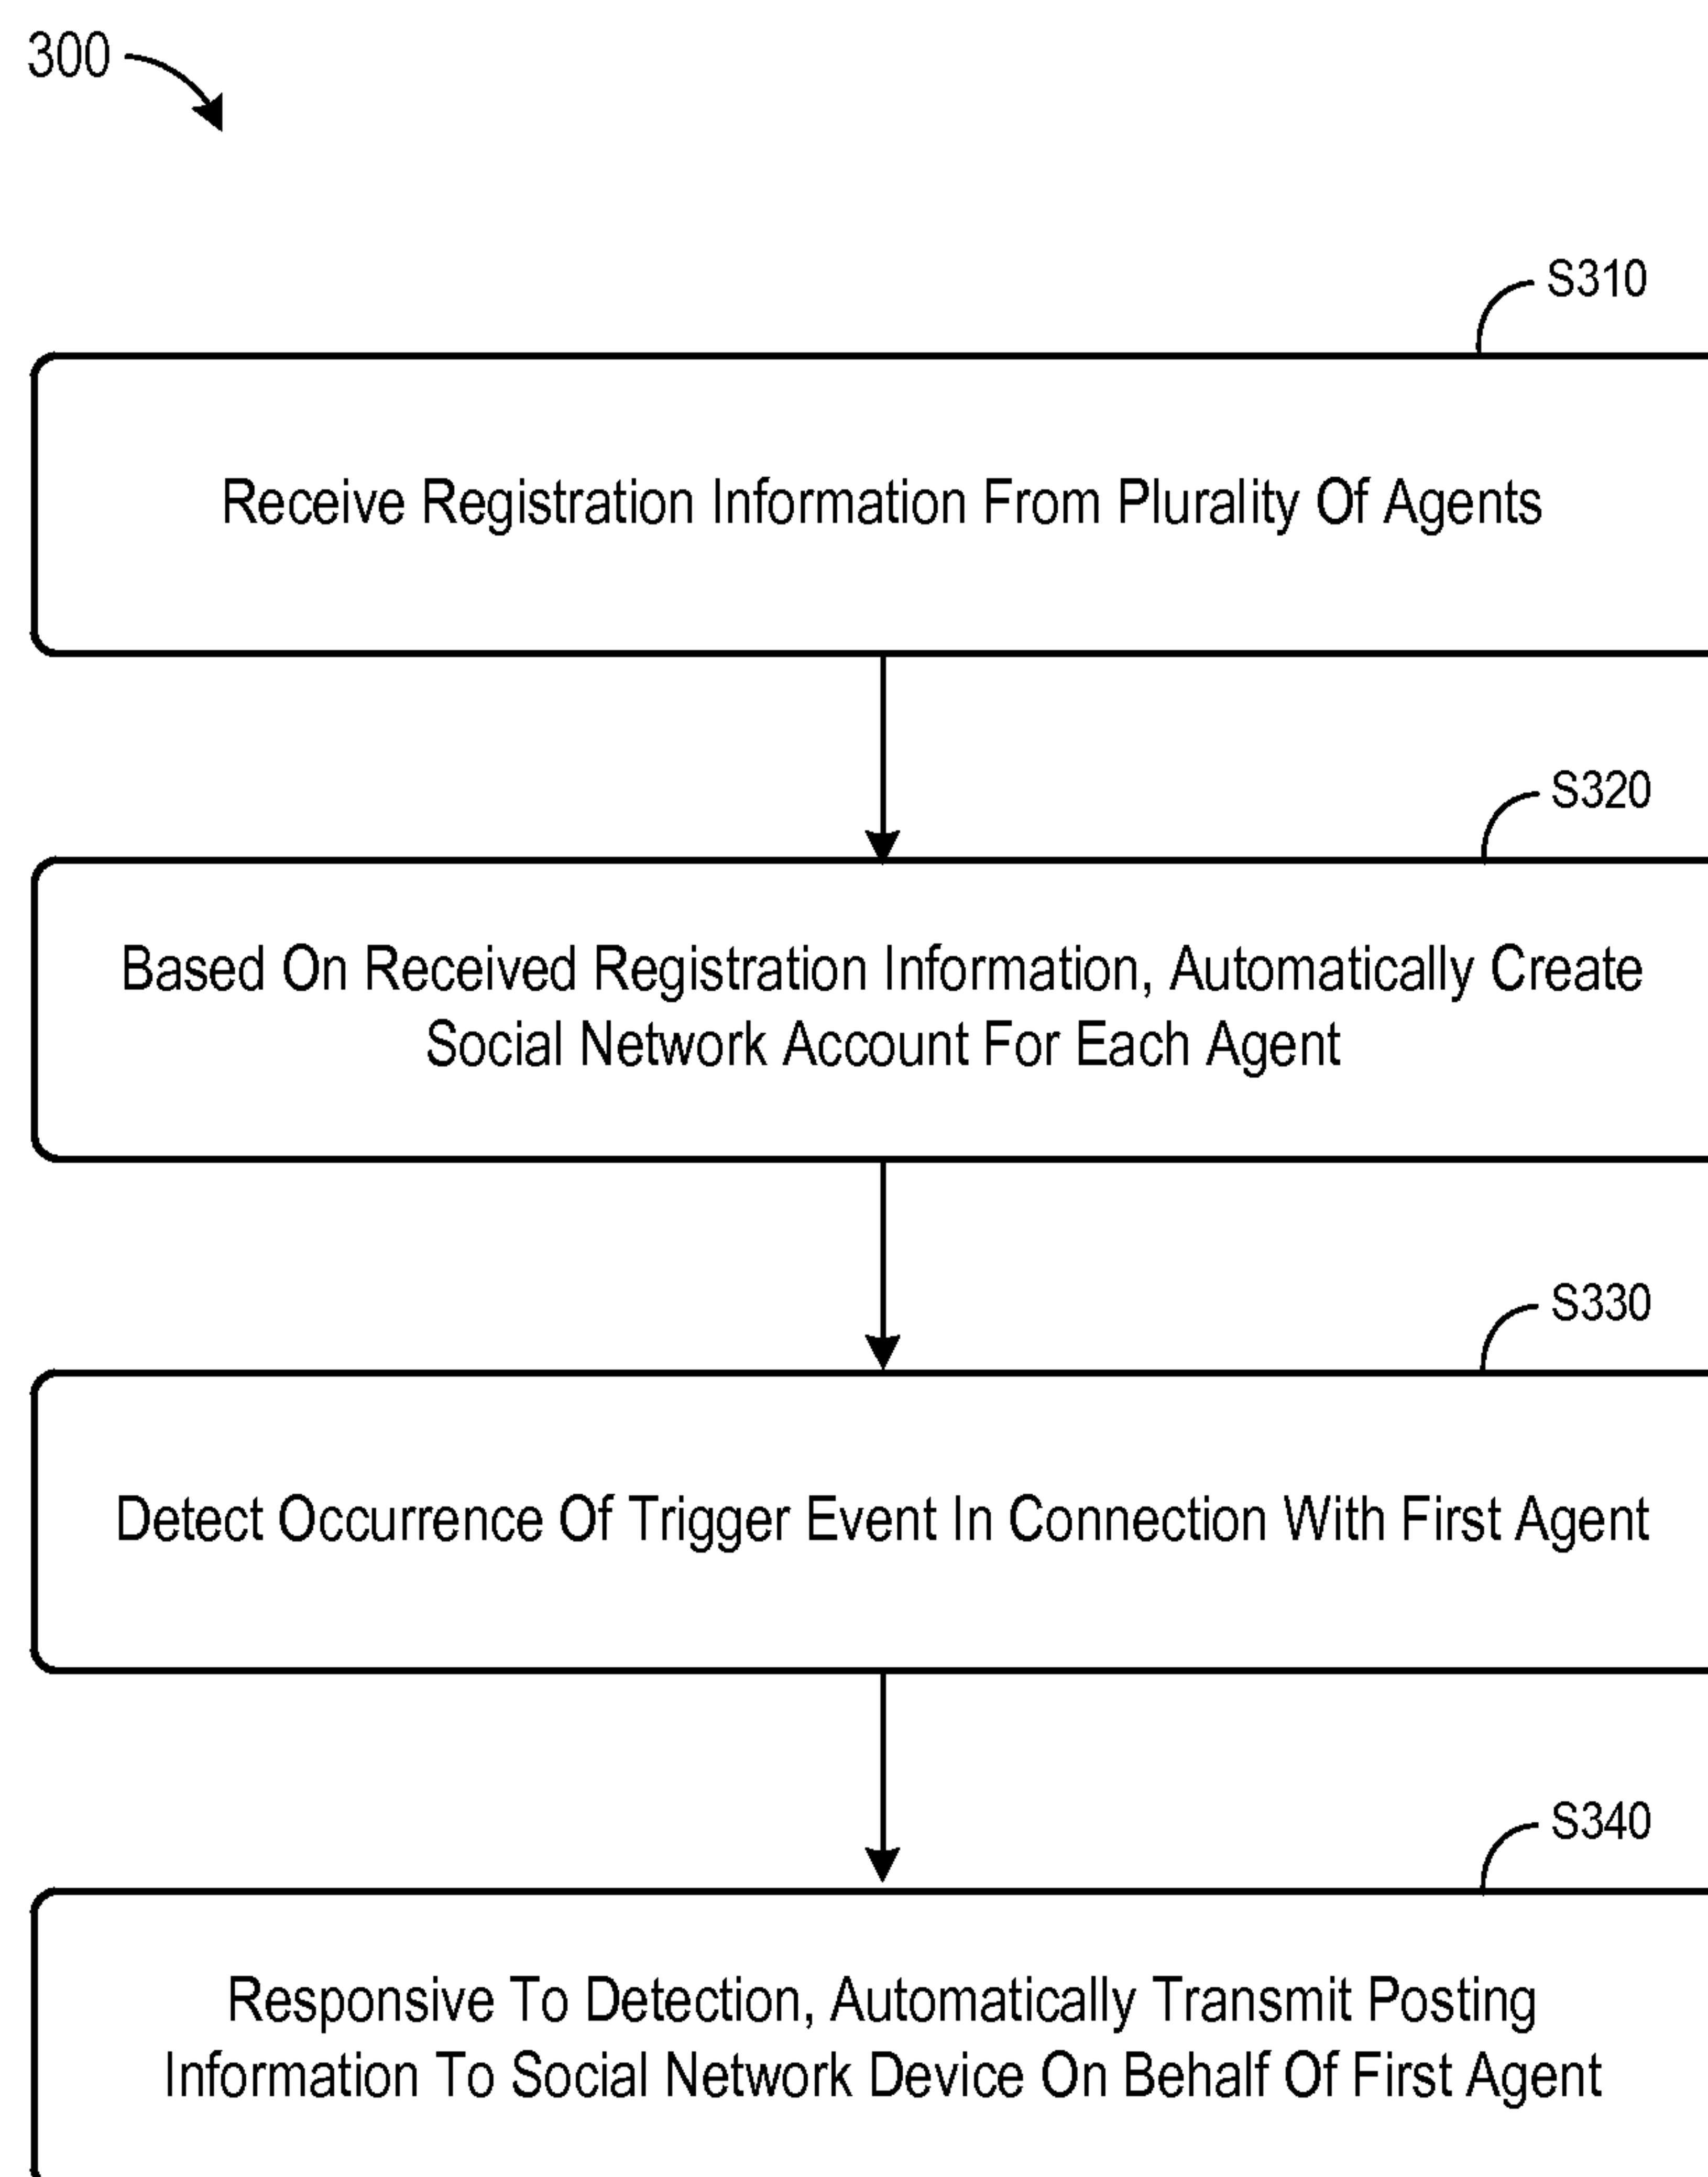 300
S310
Receive Registration Information From Plurality Of Agents
S320
Based On Received Registration Information, Automatically Create
Social Network Account For Each Agent
S330
Detect Occurrence Of Trigger Event In Connection With First Agent
S340
Responsive To Detection, Automatically Transmit Posting
Information To Social Network Device On Behalf Of First Agent